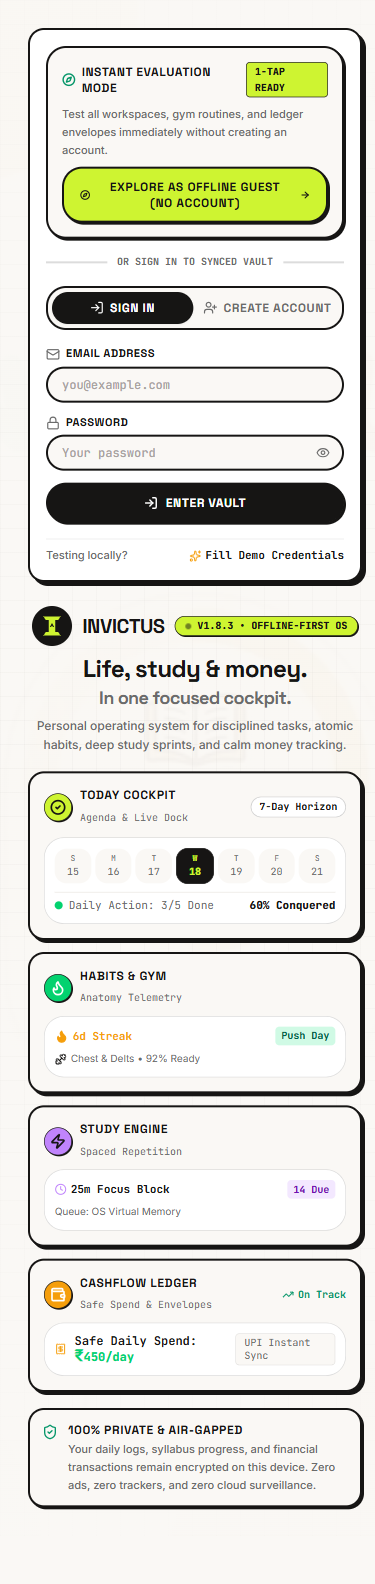 INSTANT EVALUATION
MODE
1-TAP
READY
Test all workspaces, gym routines, and ledger
envelopes immediately without creating an
account.
EXPLORE AS OFFLINE GUEST
(NO ACCOUNT)
OR SIGN IN TO SYNCED VAULT
SIGN IN
CREATE ACCOUNT
EMAIL ADDRESS
you@example.com
PASSWORD
Your password
ENTER VAULT
Testing locally?
Fill Demo Credentials
INVICTUS
V1.8.3 • OFFLINE-FIRST OS
Life, study & money.
In one focused cockpit.
Personal operating system for disciplined tasks, atomic
habits, deep study sprints, and calm money tracking.
TODAY COCKPIT
Agenda & Live Dock
7-Day Horizon
S M T W T F S
15 16 17 18 19 20 21
Daily Action: 3/5 Done
60% Conquered
HABITS & GYM
Anatomy Telemetry
6d Streak
Push Day
Chest & Delts • 92% Ready
STUDY ENGINE
Spaced Repetition
25m Focus Block
14 Due
Queue: OS Virtual Memory
CASHFLOW LEDGER
Safe Spend & Envelopes
On Track
Safe Daily Spend:
₹450/day
UPI Instant
Sync
100% PRIVATE & AIR-GAPPED
Your daily logs, syllabus progress, and financial
transactions remain encrypted on this device. Zero
ads, zero trackers, and zero cloud surveillance.